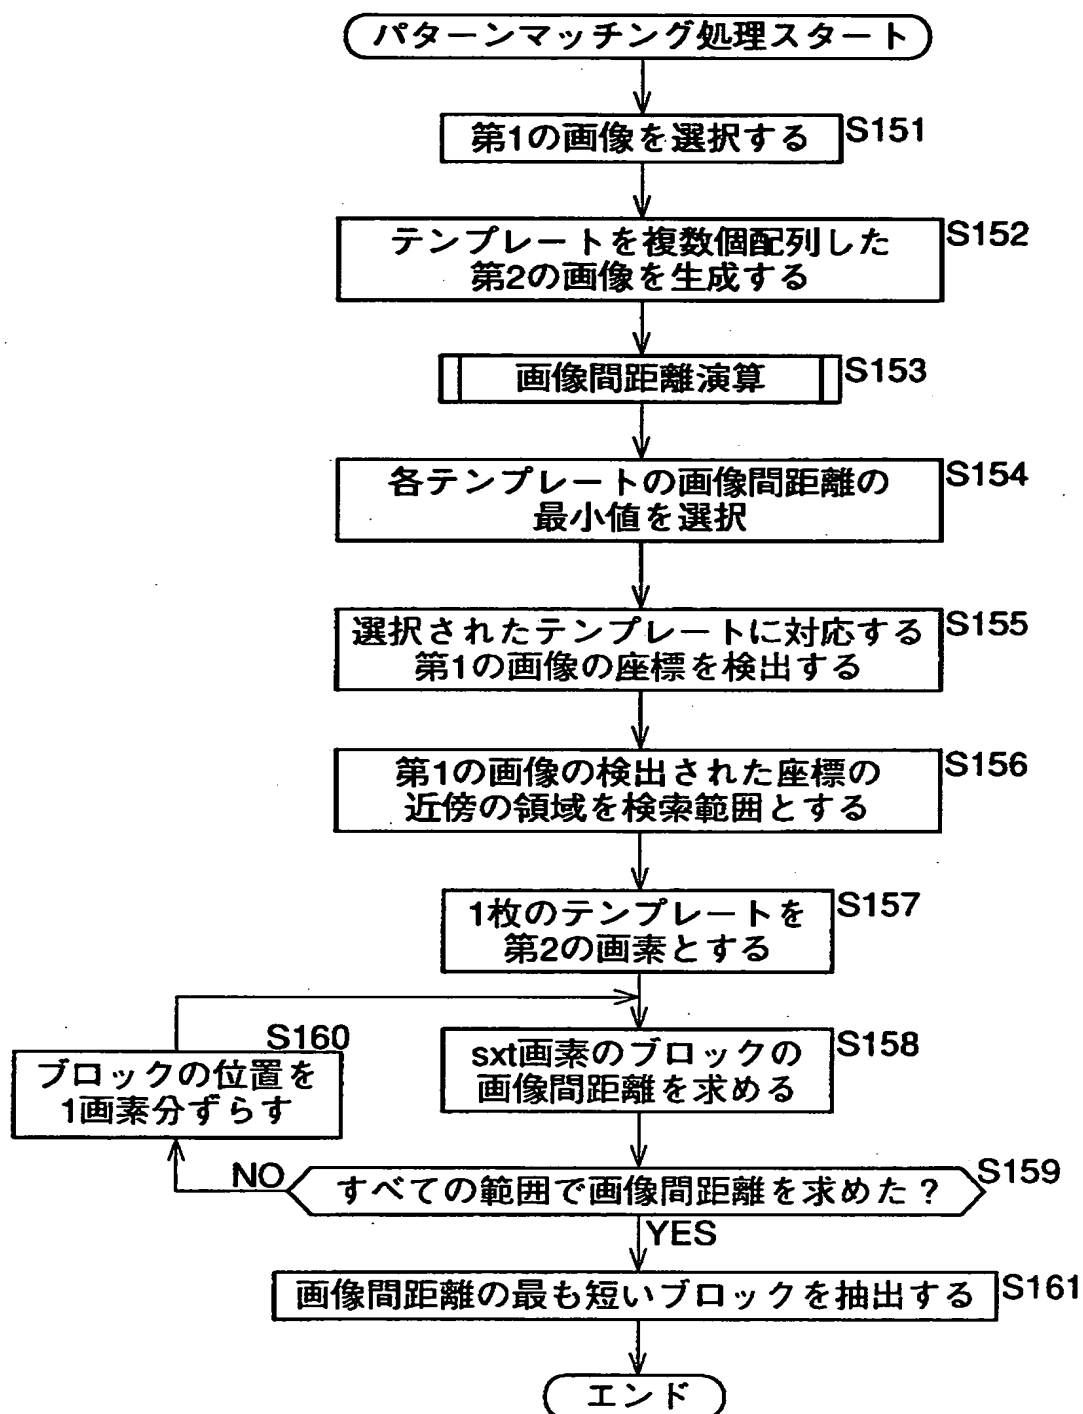 パターンマッチング処理スタート
第1の画像を選択する
S151
テンプレートを複数個配列した
第2の画像を生成する
S152
画像間距離演算
S153
各テンプレートの画像間距離の
最小値を選択
S154
選択されたテンプレートに対応する
第1の画像の座標を検出する
S155
第1の画像の検出された座標の
近傍の領域を検索範囲とする
S156
1枚のテンプレートを
第2の画素とする
S157
sxt画素のブロックの
画像間距離を求める
S158
S160
ブロックの位置を
1画素分ずらす
NO
すべての範囲で画像間距離を求めた?
S159
YES
画像間距離の最も短いブロックを抽出する
S161
エンド